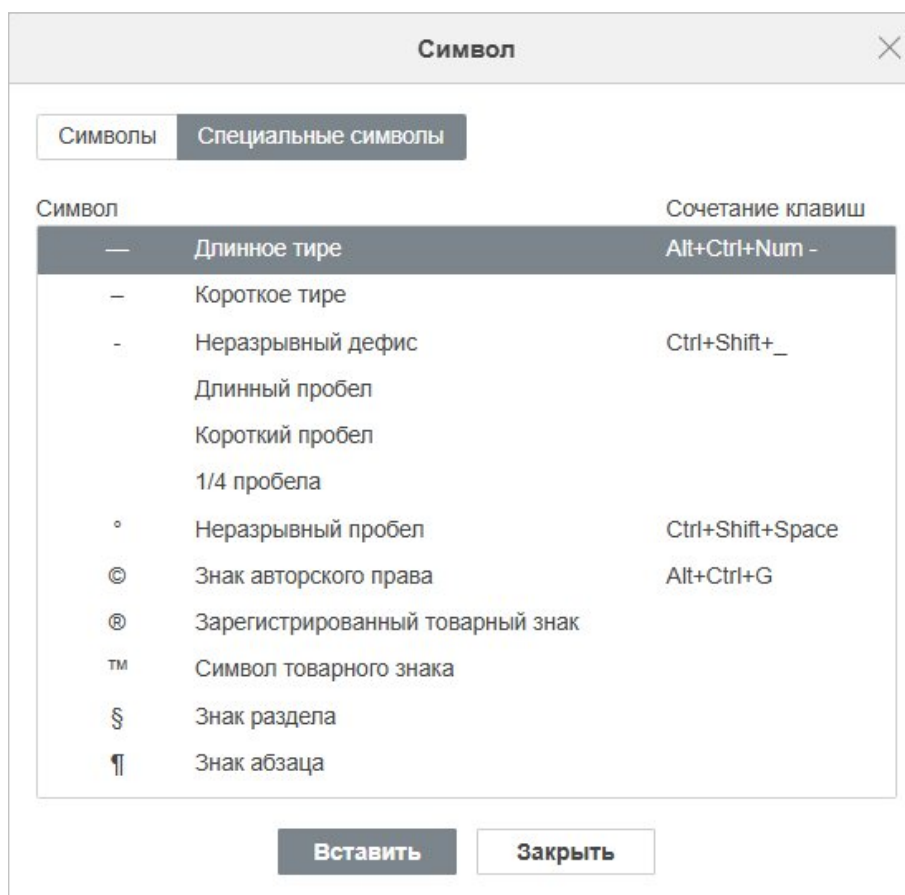 Символ
Символы Специальные символы
Символ Сочетание клавиш
— Длинное тире Alt+Ctrl+Num -
– Короткое тире
- Неразрывный дефис Ctrl+Shift+_
Длинный пробел
Короткий пробел
1/4 пробела
° Неразрывный пробел Ctrl+Shift+Space
© Знак авторского права Alt+Ctrl+G
® Зарегистрированный товарный знак
™ Символ товарного знака
§ Знак раздела
¶ Знак абзаца
Вставить Закрыть